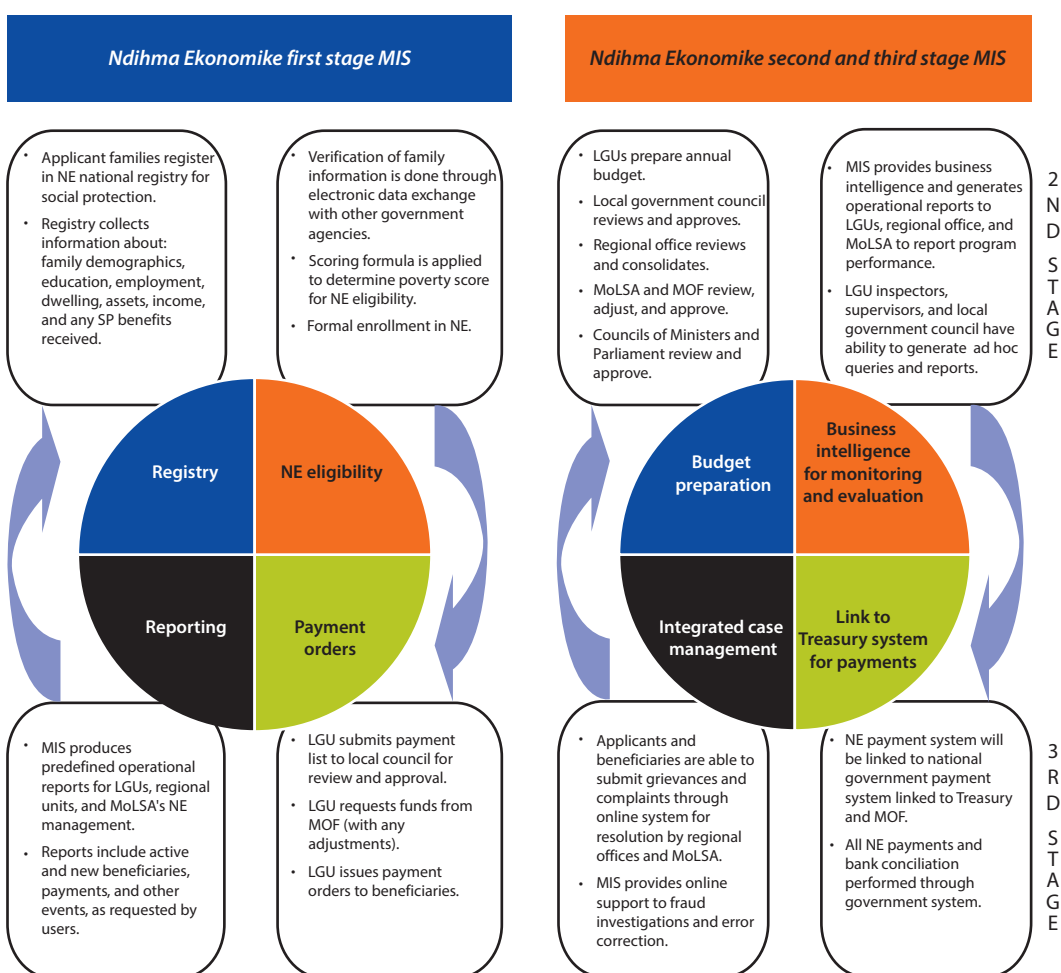 Ndihma Ekonomike first stage MIS
Ndihma Ekonomike second and third stage MIS
• Applicant families register
in NE national registry for
social protection.
• Registry collects
information about:
family demographics,
education, employment,
dwelling, assets, income,
and any SP benefits
received.
• Verification of family
information is done through
electronic data exchange
with other government
agencies.
• Scoring formula is applied
to determine poverty score
for NE eligibility.
• Formal enrollment in NE.
Registry
NE eligibility
Reporting
Payment
orders
• MIS produces
predefined operational
reports for LGUs, regional
units, and MoLSA's NE
management.
• Reports include active
and new beneficiaries,
payments, and other
events, as requested by
users.
• LGU submits payment
list to local council for
review and approval.
• LGU requests funds from
MOF (with any
adjustments).
• LGU issues payment
orders to beneficiaries.
• LGUs prepare annual
budget.
• Local government council
reviews and approves.
• Regional office reviews
and consolidates.
• MoLSA and MOF review,
adjust, and approve.
• Councils of Ministers and
Parliament review and
approve.
• MIS provides business
intelligence and generates
operational reports to
LGUs, regional office, and
MoLSA to report program
performance.
• LGU inspectors,
supervisors, and local
government council have
ability to generate ad hoc
queries and reports.
2ND STAGE
Budget
preparation
Business
intelligence
for monitoring
and evaluation
Integrated case
management
Link to
Treasury system
for payments
• Applicants and
beneficiaries are able to
submit grievances and
complaints through
online system for
resolution by regional
offices and MoLSA.
• MIS provides online
support to fraud
investigations and error
correction.
• NE payment system will
be linked to national
government payment
system linked to Treasury
and MOF.
• All NE payments and
bank conciliation
performed through
government system.
3RD STAGE